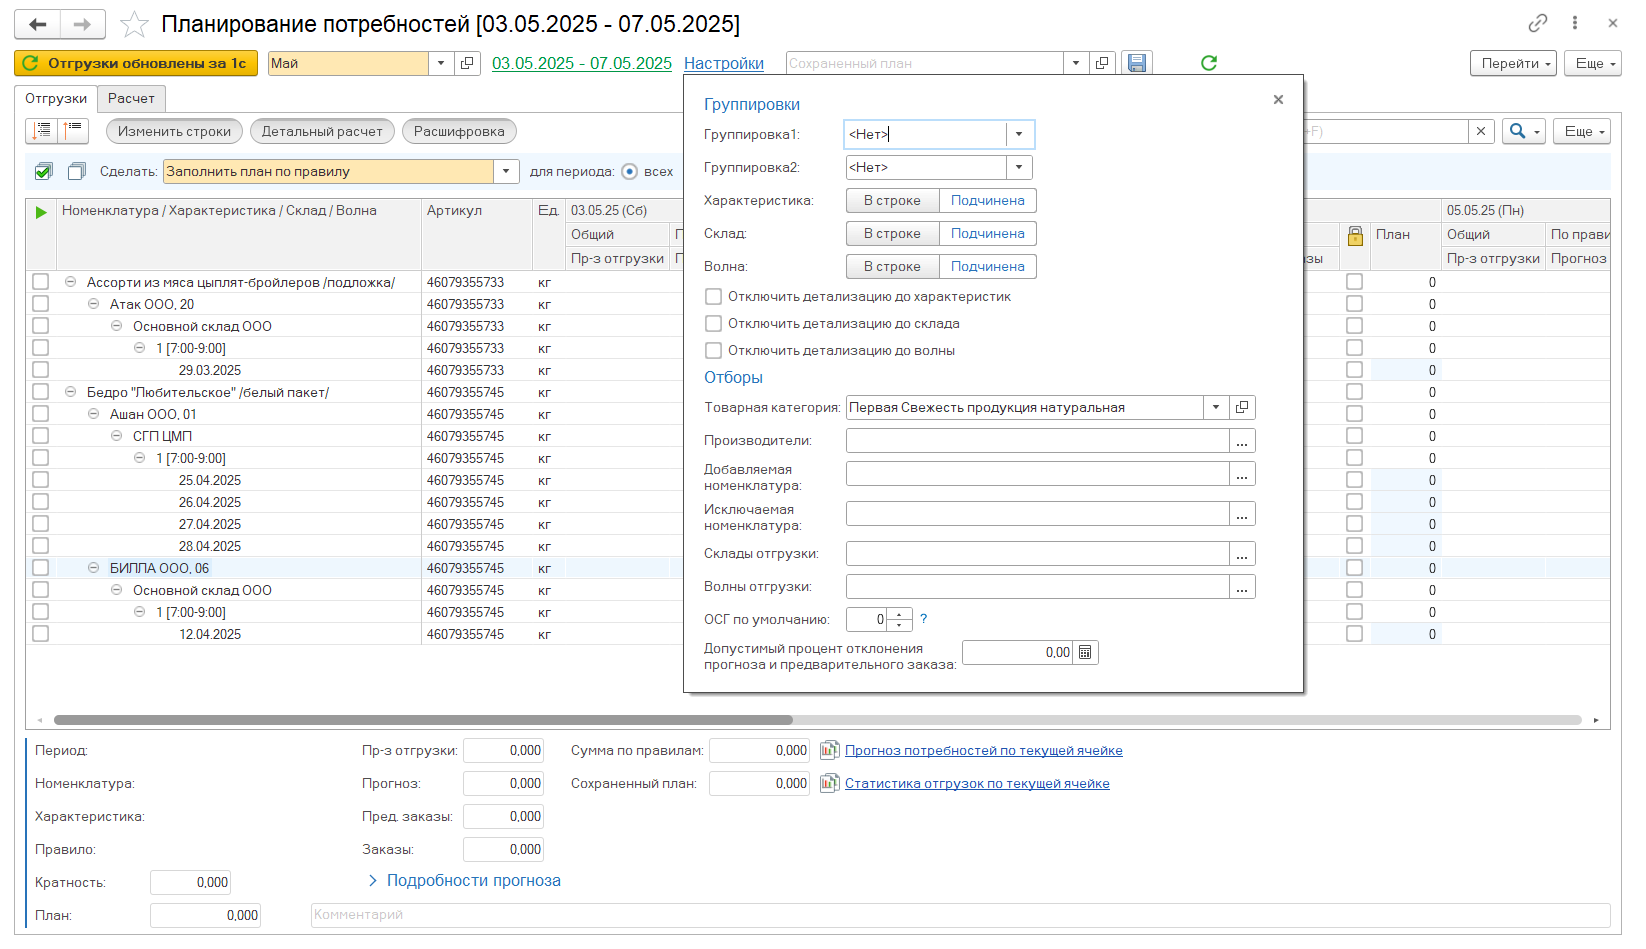 Планирование потребностей [03.05.2025 - 07.05.2025]
Отгрузки обновлены за 1с
Май
03.05.2025 - 07.05.2025
Настройки
Сохраненный план
Перейти
Еще
Отгрузки
Расчет
Изменить строки
Детальный расчет
Расшифровка
+F)
Еще
Сделать:
Заполнить план по правилу
для периода:
всех
Номенклатура / Характеристика / Склад / Волна
Артикул
Ед.
03.05.25 (Сб)
05.05.25 (Пн)
Общий
План
Общий
По прави
Пр-з отгрузки
Пр-з отгрузки
Прогноз
Ассорти из мяса цыплят-бройлеров /подложка/ 46079355733 кг 0
Атак ООО, 20 46079355733 кг 0
Основной склад ООО 46079355733 кг 0
1 [7:00-9:00] 46079355733 кг 0
29.03.2025 46079355733 кг 0
Бедро "Любительское" /белый пакет/ 46079355745 кг 0
Ашан ООО, 01 46079355745 кг 0
СГП ЦМП 46079355745 кг 0
1 [7:00-9:00] 46079355745 кг 0
25.04.2025 46079355745 кг 0
26.04.2025 46079355745 кг 0
27.04.2025 46079355745 кг 0
28.04.2025 46079355745 кг 0
БИЛЛА ООО, 06 46079355745 кг 0
Основной склад ООО 46079355745 кг 0
1 [7:00-9:00] 46079355745 кг 0
12.04.2025 46079355745 кг 0
Группировки
Группировка1: <Нет>
Группировка2: <Нет>
Характеристика: В строке Подчинена
Склад: В строке Подчинена
Волна: В строке Подчинена
Отключить детализацию до характеристик
Отключить детализацию до склада
Отключить детализацию до волны
Отборы
Товарная категория: Первая Свежесть продукция натуральная
Производители: ...
Добавляемая
номенклатура: ...
Исключаемая
номенклатура: ...
Склады отгрузки: ...
Волны отгрузки: ...
ОСГ по умолчанию: 0 ?
Допустимый процент отклонения
прогноза и предварительного заказа: 0,00
Период:
Пр-з отгрузки: 0,000
Сумма по правилам: 0,000
Прогноз потребностей по текущей ячейке
Номенклатура:
Прогноз: 0,000
Сохраненный план: 0,000
Статистика отгрузок по текущей ячейке
Характеристика:
Пред. заказы: 0,000
Правило:
Заказы: 0,000
Кратность: 0,000
Подробности прогноза
План: 0,000
Комментарий